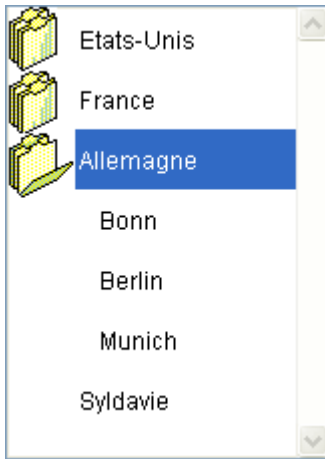 Etats-Unis
France
Allemagne
Bonn
Berlin
Munich
Syldavie